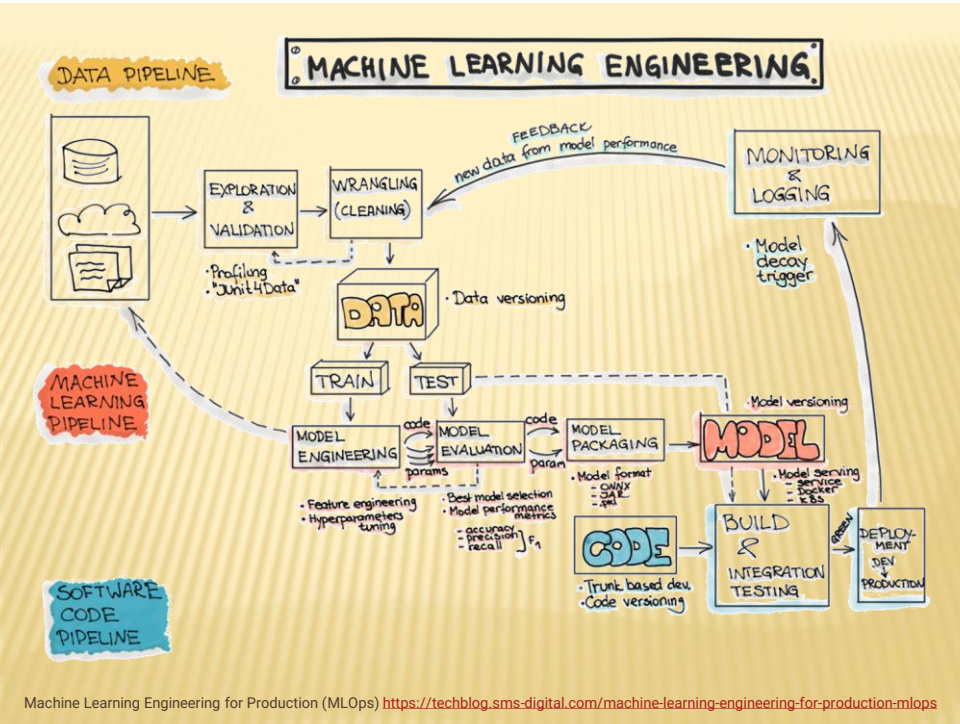 DATA PIPELINE
MACHINE LEARNING ENGINEERING
FEEDBACK
new data from model performance
MONITORING
&
LOGGING
EXPLORATION
&
VALIDATION
WRANGLING
(CLEANING)
· Model
decay
trigger
· Profiling
· "JUnit4Data"
DATA
· Data versioning
TRAIN
TEST
MACHINE
LEARNING
PIPELINE
· Model versioning
MODEL
ENGINEERING
code
params
MODEL
EVALUATION
code
param
MODEL
PACKAGING
MODEL
· Feature engineering
· Hyperparameters
tuning
· Best model selection
· Model performance
metrics
- accuracy
- precision
- recall
F1
· Model format
- ONNX
- JAR
- pkl
· Model serving
- service
- Docker
- K8S
CODE
· Trunk based dev.
· Code versioning
BUILD
&
INTEGRATION
TESTING
GREEN
DEPLOY-
MENT
DEV
PRODUCTION
SOFTWARE
CODE
PIPELINE
Machine Learning Engineering for Production (MLOps) https://techblog.sms-digital.com/machine-learning-engineering-for-production-mlops